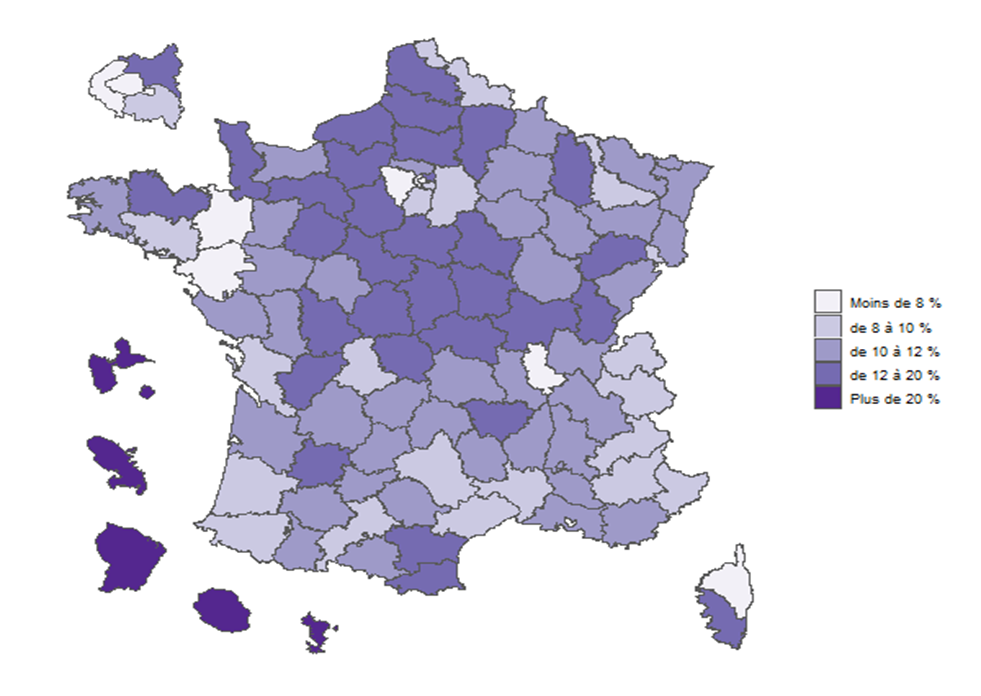 Moins de 8 %
de 8 à 10 %
de 10 à 12 %
de 12 à 20 %
Plus de 20 %